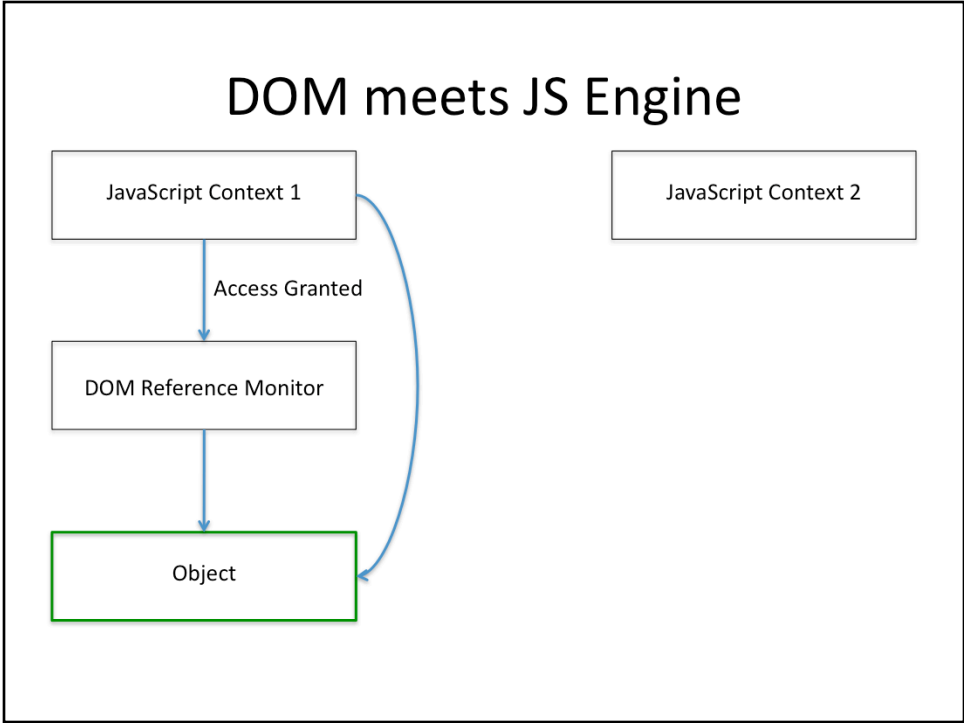 DOM meets JS Engine
JavaScript Context 1
JavaScript Context 2
Access Granted
DOM Reference Monitor
Object